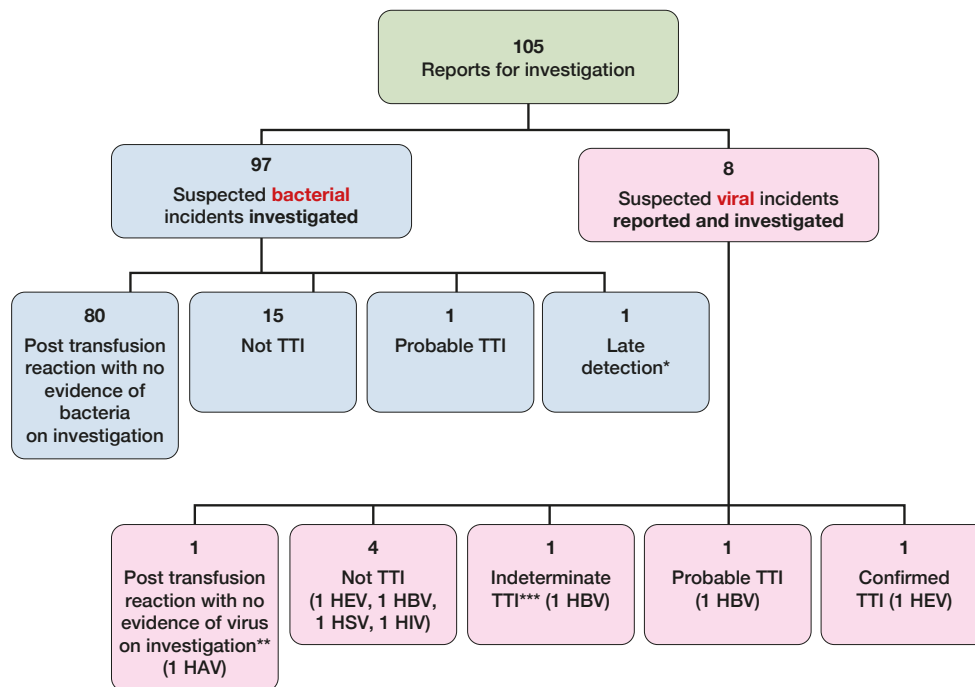 105
Reports for investigation
97
Suspected bacterial
incidents investigated
8
Suspected viral incidents
reported and investigated
80
Post transfusion
reaction with no
evidence of
bacteria
on investigation
15
Not TTI
1
Probable TTI
1
Late
detection*
1
Post transfusion
reaction with no
evidence of virus
on investigation**
(1 HAV)
4
Not TTI
(1 HEV, 1 HBV,
1 HSV, 1 HIV)
1
Indeterminate
TTI*** (1 HBV)
1
Probable TTI
(1 HBV)
1
Confirmed
TTI (1 HEV)